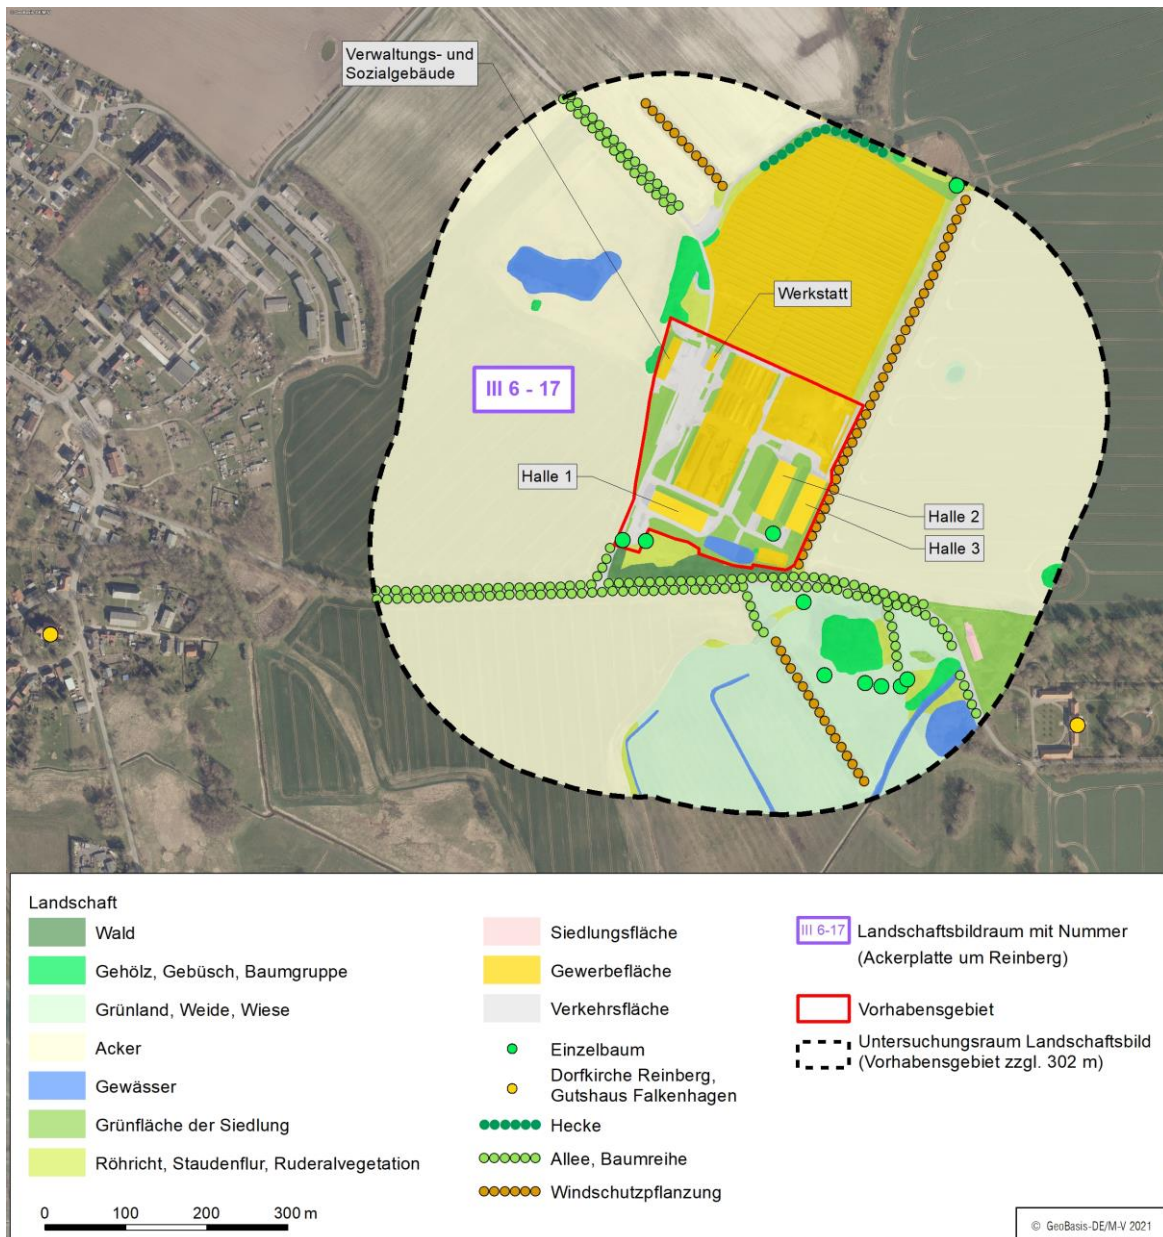 © GeoBasis-DE/M-V
Verwaltungs- und
Sozialgebäude
Werkstatt
III 6 - 17
Halle 1
Halle 2
Halle 3
Landschaft
Wald
Gehölz, Gebüsch, Baumgruppe
Grünland, Weide, Wiese
Acker
Gewässer
Grünfläche der Siedlung
Röhricht, Staudenflur, Ruderalvegetation
0 100 200 300 m
Siedlungsfläche
Gewerbefläche
Verkehrsfläche
Einzelbaum
Dorfkirche Reinberg,
Gutshaus Falkenhagen
Hecke
Allee, Baumreihe
Windschutzpflanzung
III 6-17
Landschaftsbildraum mit Nummer
(Ackerplatte um Reinberg)
Vorhabensgebiet
Untersuchungsraum Landschaftsbild
(Vorhabensgebiet zzgl. 302 m)
© GeoBasis-DE/M-V 2021